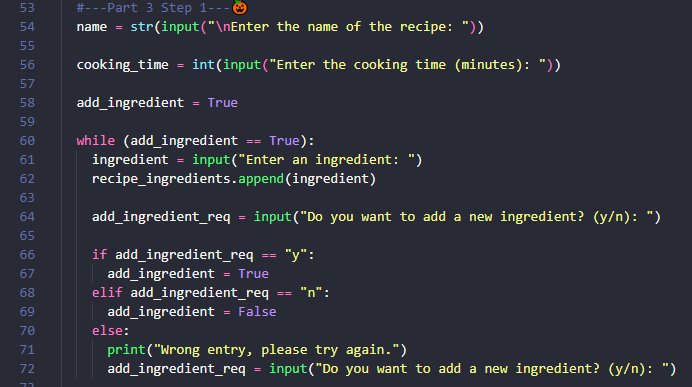 53 #---Part 3 Step 1---🎃
54 name = str(input("\nEnter the name of the recipe: "))
55
56 cooking_time = int(input("Enter the cooking time (minutes): "))
57
58 add_ingredient = True
59
60 while (add_ingredient == True):
61 ingredient = input("Enter an ingredient: ")
62 recipe_ingredients.append(ingredient)
63
64 add_ingredient_req = input("Do you want to add a new ingredient? (y/n): ")
65
66 if add_ingredient_req == "y":
67 add_ingredient = True
68 elif add_ingredient_req == "n":
69 add_ingredient = False
70 else:
71 print("Wrong entry, please try again.")
72 add_ingredient_req = input("Do you want to add a new ingredient? (y/n): ")